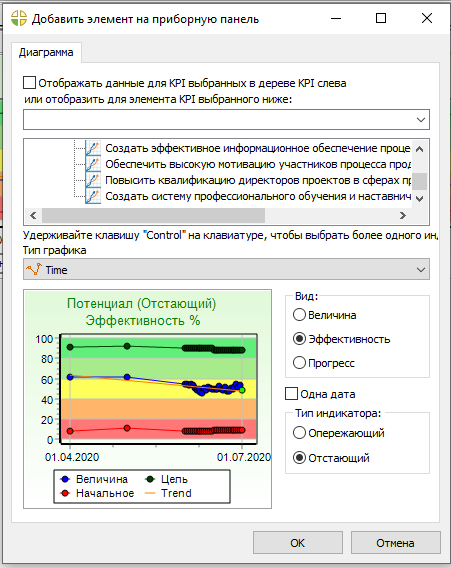 Добавить элемент на приборную панель
Диаграмма
Отображать данные для KPI выбранных в дереве KPI слева
или отобразить для элемента KPI выбранного ниже:
Создать эффективное информационное обеспечение проце
Обеспечить высокую мотивацию участников процесса прод
Повысить квалификацию директоров проектов в сферах пр
Создать систему профессионального обучения и наставнич
Удерживайте клавишу "Control" на клавиатуре, чтобы выбрать более одного ин,
Тип графика
Time
Потенциал (Отстающий)
Эффективность %
100
80
60
40
20
0
01.04.2020 01.07.2020
Величина Цель
Начальное Trend
Вид:
Величина
Эффективность
Прогресс
Одна дата
Тип индикатора:
Опережающий
Отстающий
OK Отмена